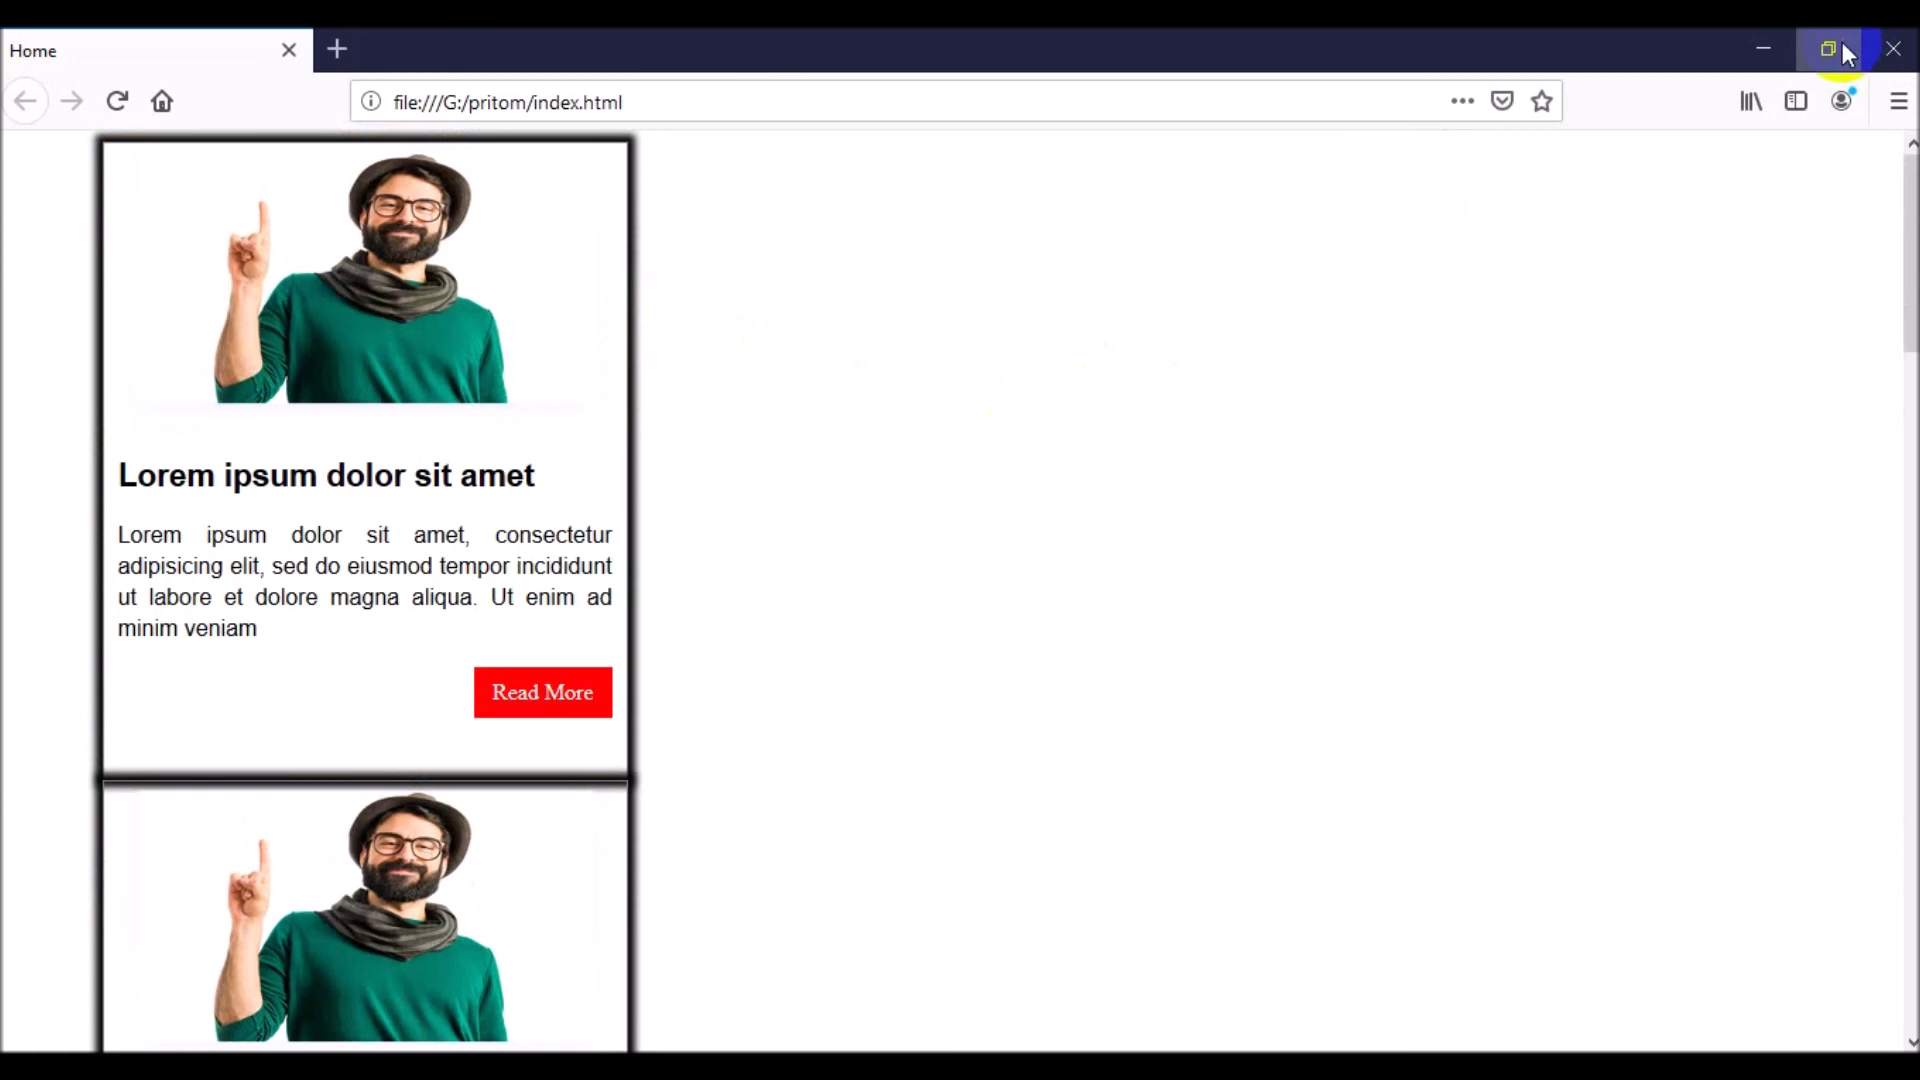 Home
file:///G:/pritom/index.html
Lorem ipsum dolor sit amet
Lorem ipsum dolor sit amet, consectetur
adipisicing elit, sed do eiusmod tempor incididunt
ut labore et dolore magna aliqua. Ut enim ad
minim veniam
Read More